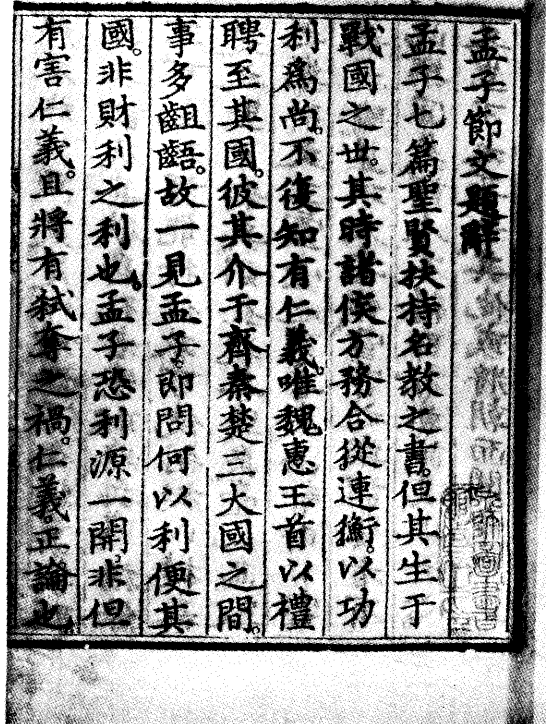 孟子節文題辭
孟子七篇聖賢扶持名教之書。但其生于
戰國之世。其時諸侯方務合從連衡。以功
利爲尚。不復知有仁義。唯魏惠王首以禮
聘至其國。彼其介于齊秦楚三大國之間。
事多齟齬。故一見孟子。即問何以利便其
國。非財利之利也。孟子恐利源一開。非但
有害仁義。且將有弒奪之禍。仁義。正論也。